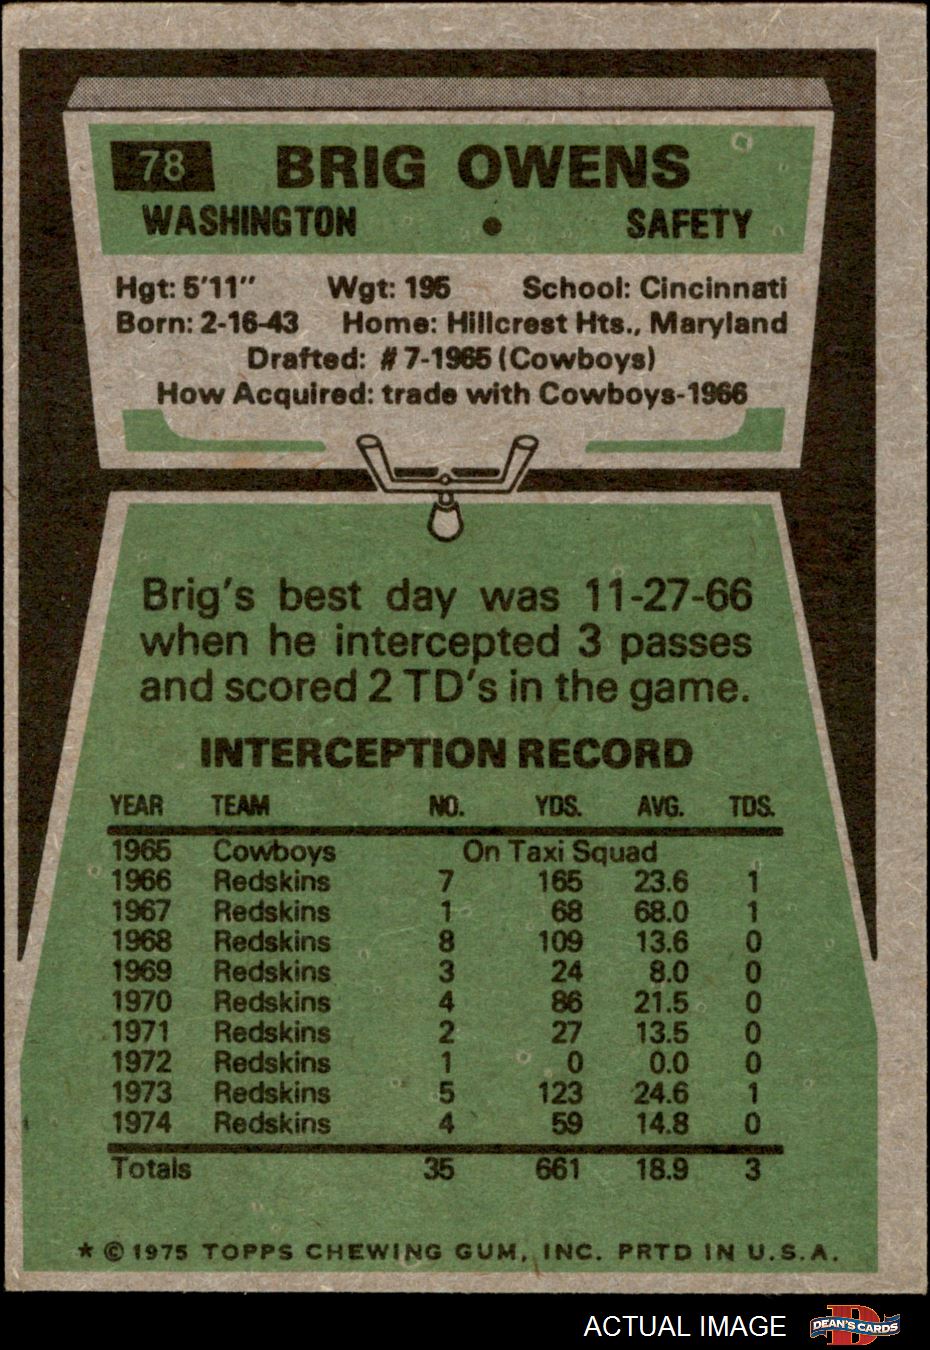 78 BRIG OWENS
WASHINGTON • SAFETY
Hgt: 5'11" Wgt: 195 School: Cincinnati
Born: 2-16-43 Home: Hillcrest Hts., Maryland
Drafted: #7-1965 (Cowboys)
How Acquired: trade with Cowboys-1966
Brig's best day was 11-27-66
when he intercepted 3 passes
and scored 2 TD's in the game.
INTERCEPTION RECORD
YEAR TEAM NO. YDS. AVG. TDS.
1965 Cowboys On Taxi Squad
1966 Redskins 7 165 23.6 1
1967 Redskins 1 68 68.0 1
1968 Redskins 8 109 13.6 0
1969 Redskins 3 24 8.0 0
1970 Redskins 4 86 21.5 0
1971 Redskins 2 27 13.5 0
1972 Redskins 1 0 0.0 0
1973 Redskins 5 123 24.6 1
1974 Redskins 4 59 14.8 0
Totals 35 661 18.9 3
★ © 1975 TOPPS CHEWING GUM, INC. PRTD IN U.S.A.
ACTUAL IMAGE D DEAN'S CARDS